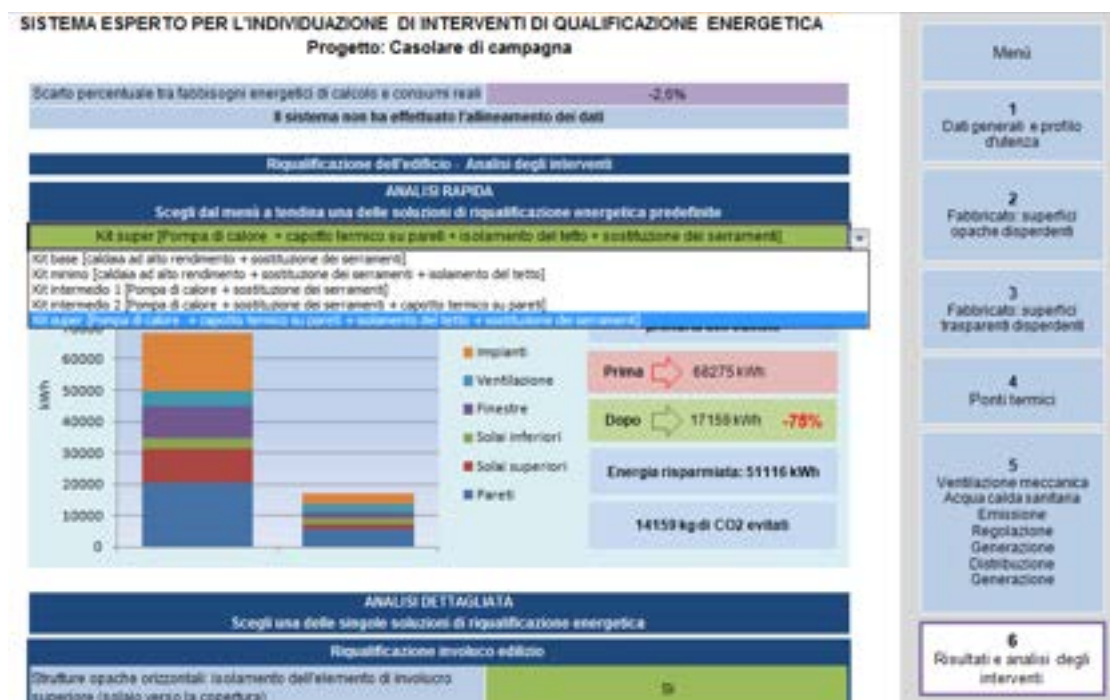 SISTEMA ESPERTO PER L'INDIVIDUAZIONE DI INTERVENTI DI QUALIFICAZIONE ENERGETICA
Progetto: Casolare di campagna
Scarto percentuale tra fabbisogni energetici di calcolo e consumi reali -2,6%
Il sistema non ha effettuato l'allineamento dei dati
Riqualificazione dell'edificio - Analisi degli interventi
ANALISI RAPIDA
Scegli dal menù a tendina una delle soluzioni di riqualificazione energetica predefinite
Kit super [Pompa di calore + capotto termico su pareti + isolamento del tetto + sostituzione dei serramenti]
Kit base [caldaia ad alto rendimento + sostituzione dei serramenti]
Kit minimo [caldaia ad alto rendimento + sostituzione dei serramenti + isolamento del tetto]
Kit intermedio 1 [Pompa di calore + sostituzione dei serramenti]
Kit intermedio 2 [Pompa di calore + sostituzione dei serramenti + capotto termico su pareti]
Kit super [Pompa di calore + capotto termico su pareti + isolamento del tetto + sostituzione dei serramenti]
70000
60000
50000
40000
30000
20000
10000
0
kWh
Impianti
Ventilazione
Finestre
Solai inferiori
Solai superiori
Pareti
Prima 68275 kWh
Dopo 17159 kWh -75%
Energia risparmiata: 51116 kWh
14159 kg di CO2 evitati
ANALISI DETTAGLIATA
Scegli una delle singole soluzioni di riqualificazione energetica
Riqualificazione involuco edilizio
Strutture opache orizzontali: isolamento dell'elemento di involucro
superiore (solaio verso la copertura)
Si
Menù
1
Dati generali e profilo
d'utenza
2
Fabbricato: superfici
opache disperdenti
3
Fabbricato: superfici
trasparenti disperdenti
4
Ponti termici
5
Ventilazione meccanica
Acqua calda sanitaria
Emissione
Regolazione
Generazione
Distribuzione
Generazione
6
Risultati e analisi degli
interventi